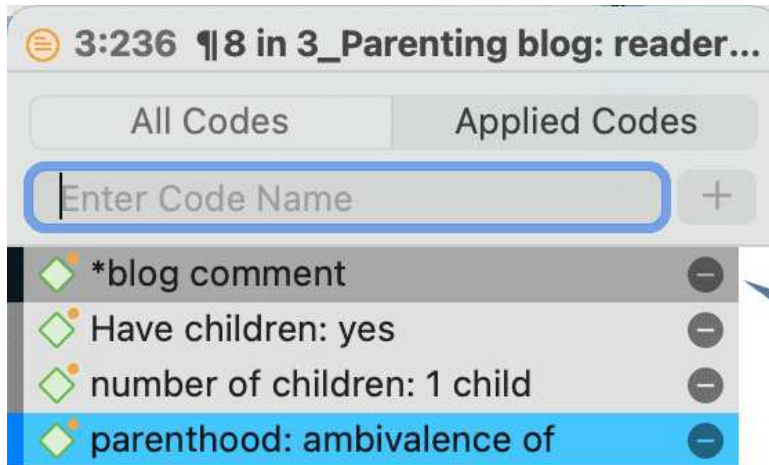 3:236 ¶8 in 3_Parenting blog: reader...
All Codes Applied Codes
Enter Code Name
*blog comment
Have children: yes
number of children: 1 child
parenthood: ambivalence of